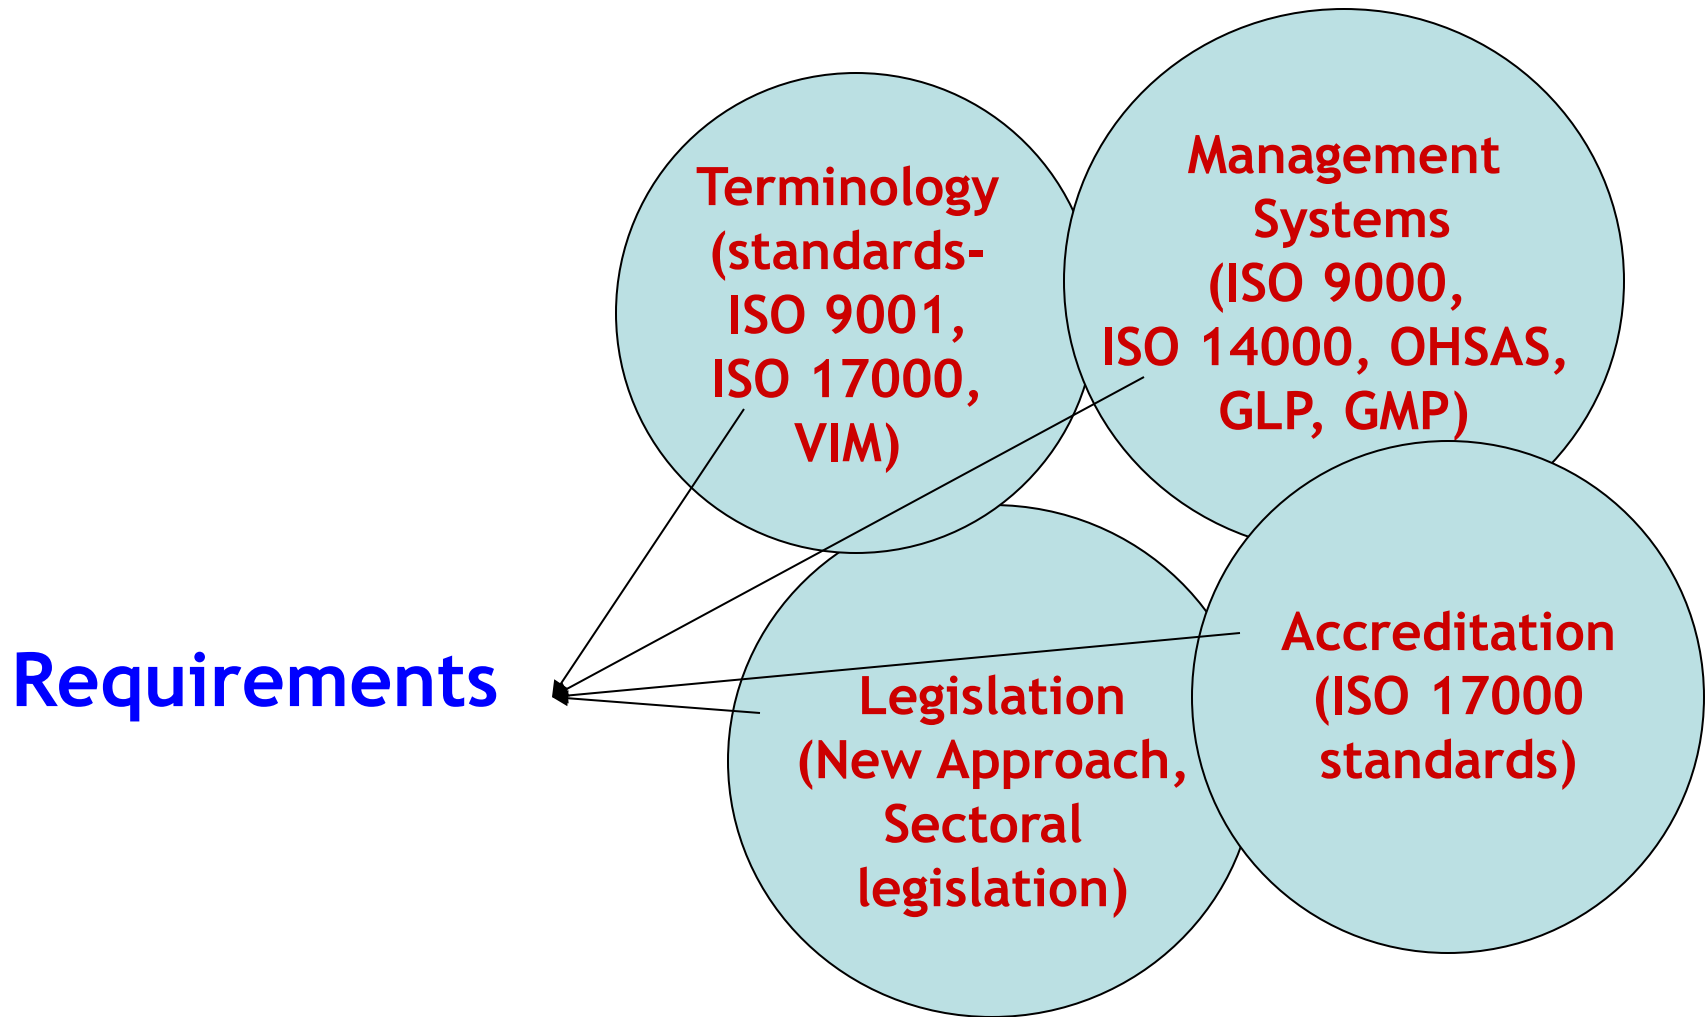 Terminology
(standards-
ISO 9001,
ISO 17000,
VIM)
Management
Systems
(ISO 9000,
ISO 14000, OHSAS,
GLP, GMP)
Requirements
Legislation
(New Approach,
Sectoral
legislation)
Accreditation
(ISO 17000
standards)